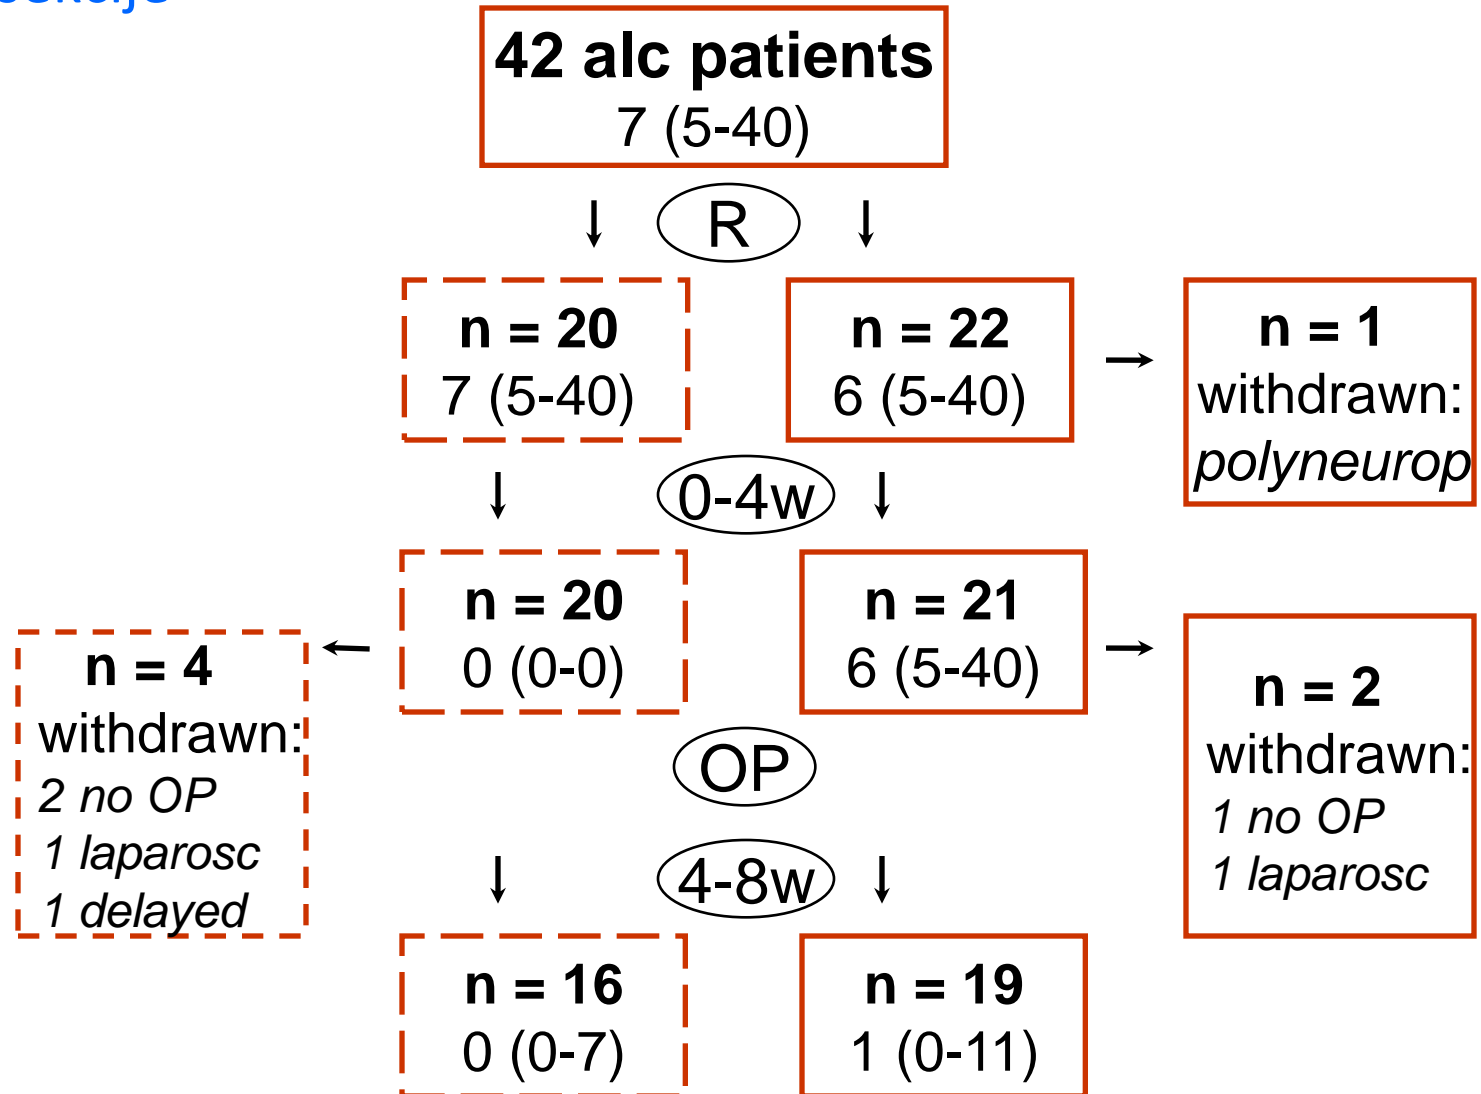 42 alc patients
7 (5-40)
R
n = 20
7 (5-40)
n = 22
6 (5-40)
n = 1
withdrawn:
polyneurop
0-4w
n = 20
0 (0-0)
n = 21
6 (5-40)
n = 4
withdrawn:
2 no OP
1 laparosc
1 delayed
n = 2
withdrawn:
1 no OP
1 laparosc
OP
4-8w
n = 16
0 (0-7)
n = 19
1 (0-11)